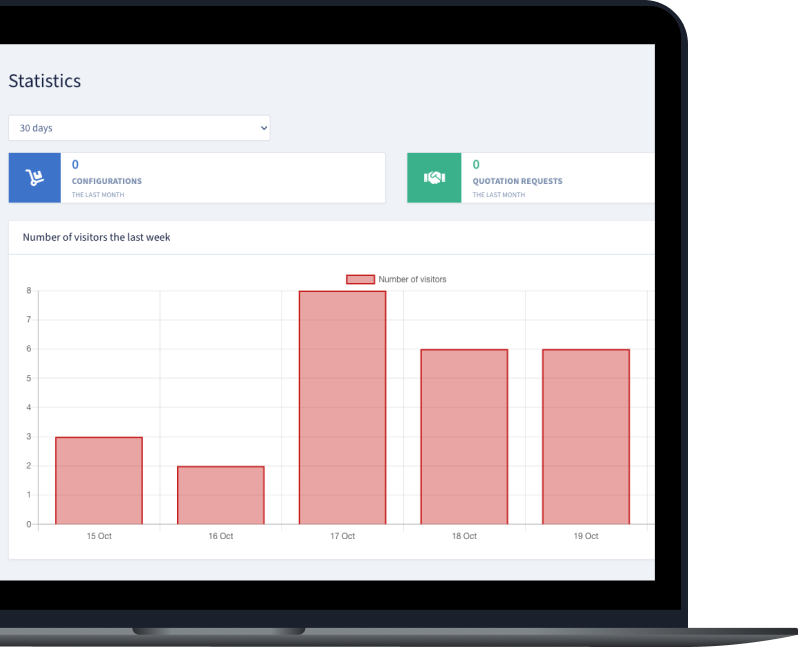 Statistics
30 days
0
CONFIGURATIONS
THE LAST MONTH
0
QUOTATION REQUESTS
THE LAST MONTH
Number of visitors the last week
Number of visitors
8
7
6
5
4
3
2
1
0
15 Oct
16 Oct
17 Oct
18 Oct
19 Oct